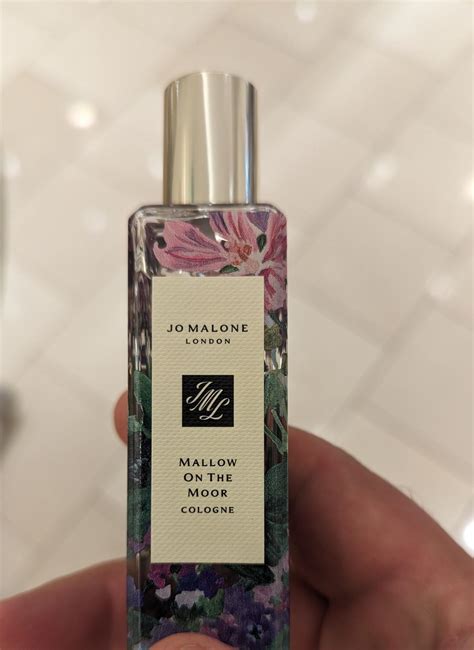 JO MALONE
LONDON
JML
MALLOW
ON THE
MOOR
COLOGNE